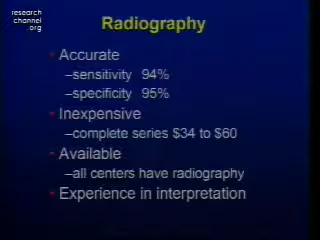 research
channel
.org
Radiography
Accurate
–sensitivity 94%
–specificity 95%
Inexpensive
–complete series $34 to $60
Available
–all centers have radiography
Experience in interpretation